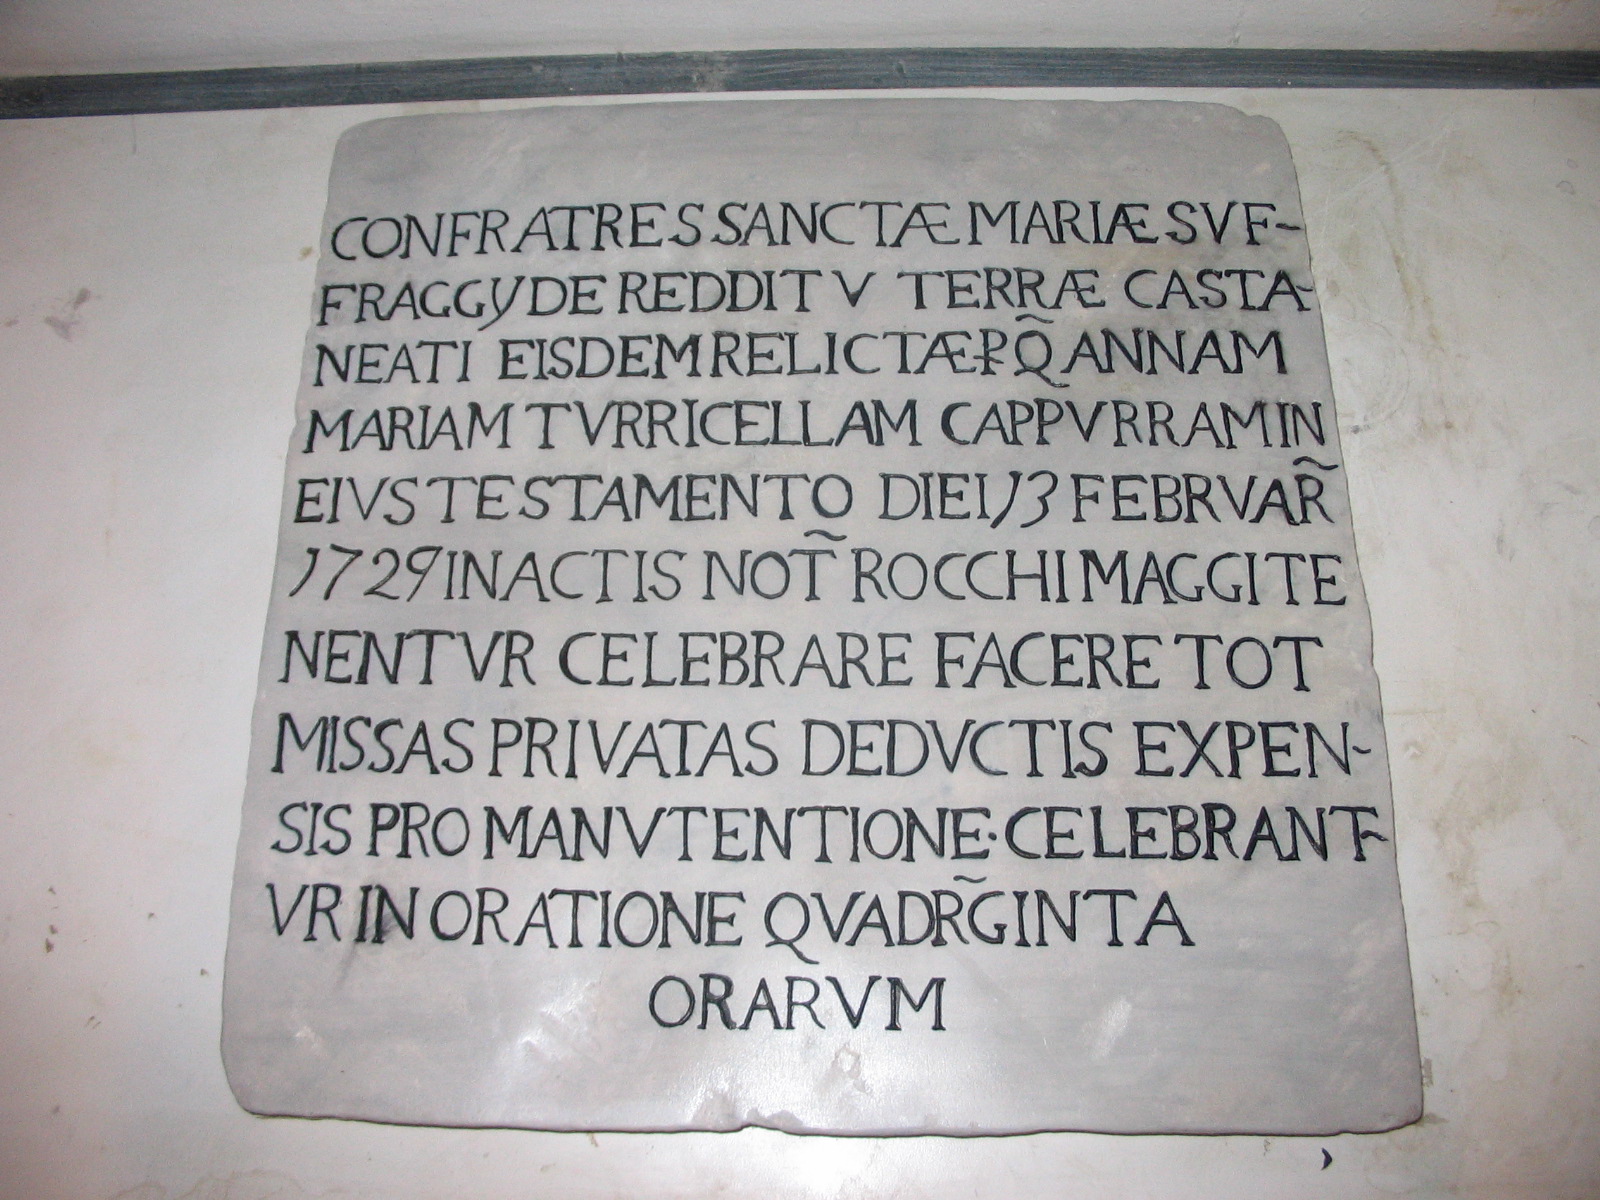 CONFRATRES SANCTÆ MARIÆ SVF-
FRAGGY DE REDDITV TERRÆ CASTA-
NEATI EISDEM RELICTÆ ꝑ Q̃ ANNAM
MARIAM TVRRICELLAM CAPPVRRAM IN
EIVS TESTAMENTO DIEI 13 FEBRVAR̃
1729 IN ACTIS NOT̃ ROCCHI MAGGI TE
NENTVR CELEBRARE FACERE TOT
MISSAS PRIVATAS DEDVCTIS EXPEN-
SIS PRO MANVTENTIONE·CELEBRANT-
VR IN ORATIONE QVADR̃GINTA
ORARVM